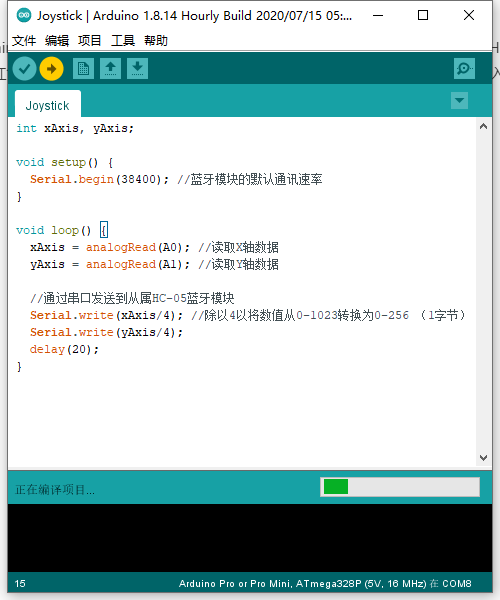 Joystick | Arduino 1.8.14 Hourly Build 2020/07/15 05:...
文件 编辑 项目 工具 帮助
Joystick
int xAxis, yAxis;
void setup() {
Serial.begin(38400); //蓝牙模块的默认通讯速率
}
void loop() {
xAxis = analogRead(A0); //读取X轴数据
yAxis = analogRead(A1); //读取Y轴数据
//通过串口发送到从属HC-05蓝牙模块
Serial.write(xAxis/4); //除以4以将数值从0-1023转换为0-256 （1字节）
Serial.write(yAxis/4);
delay(20);
}
正在编译项目...
15 Arduino Pro or Pro Mini, ATmega328P (5V, 16 MHz) 在 COM8